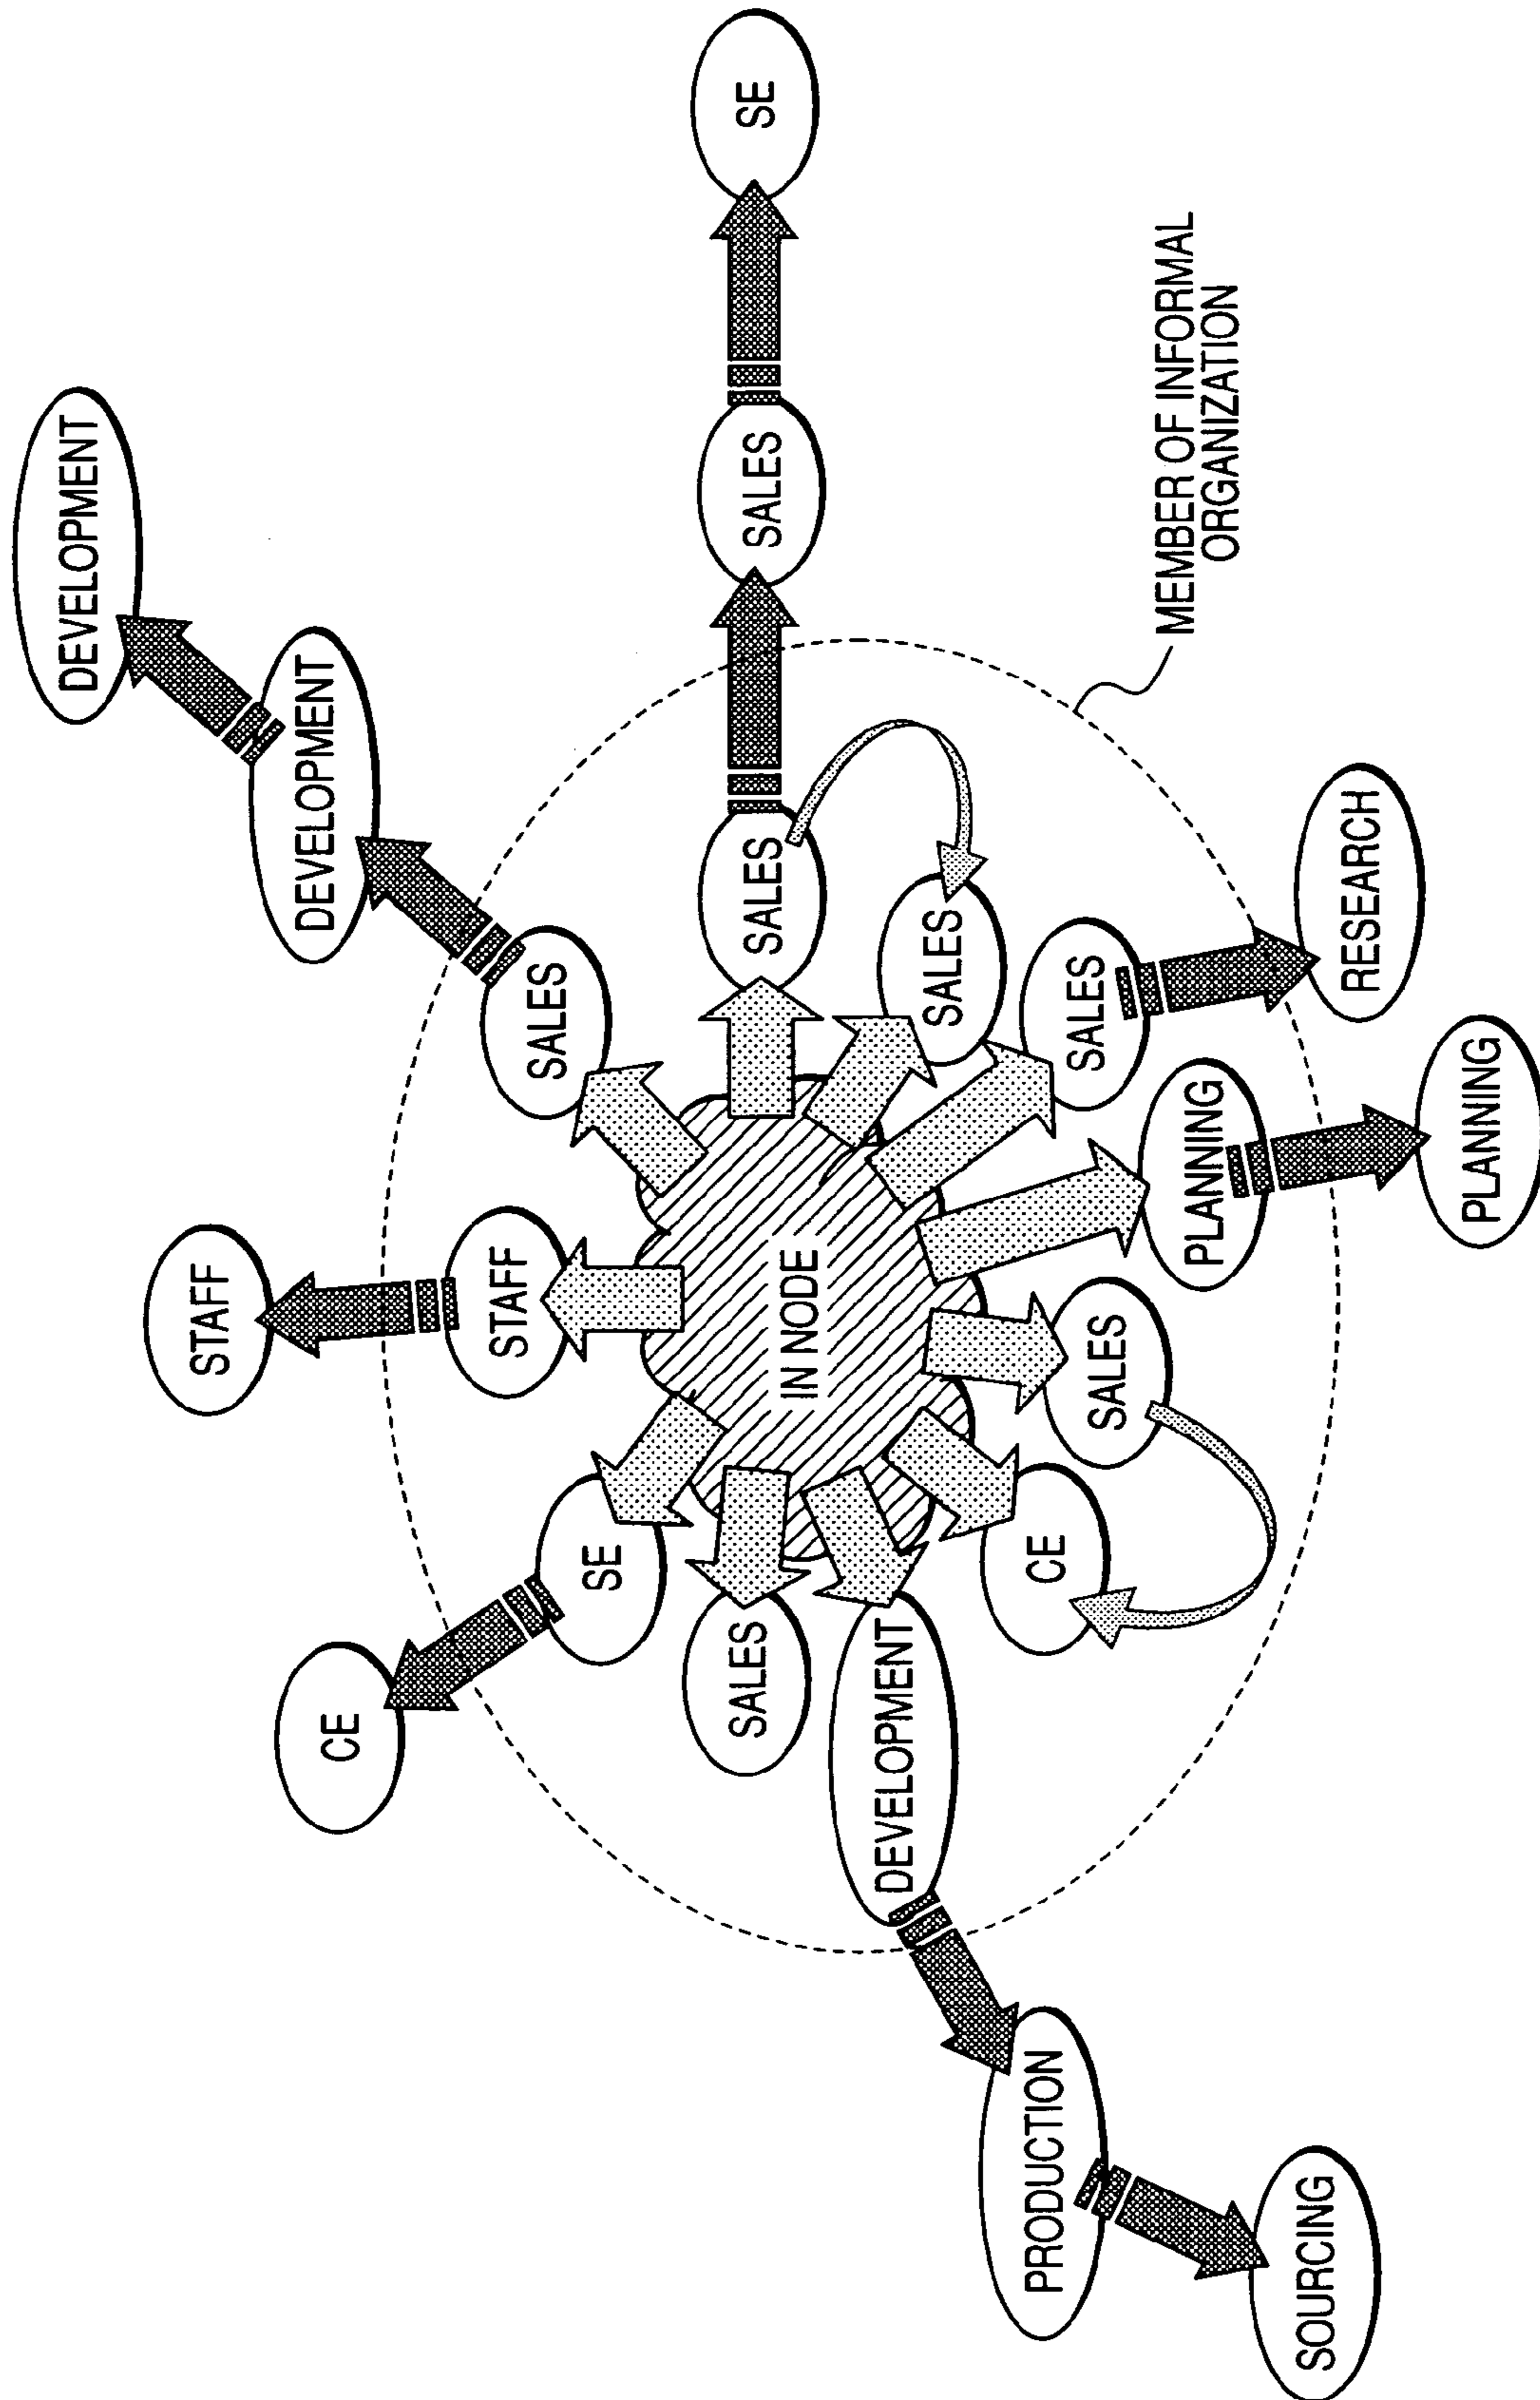 DEVELOPMENT
STAFF
DEVELOPMENT
CE
STAFF
SALES
SE
SALES
SALES
SALES
SE
IN NODE
DEVELOPMENT
SALES
PRODUCTION
CE
SALES
SALES
MEMBER OF INFORMAL
ORGANIZATION
PLANNING
SOURCING
RESEARCH
PLANNING